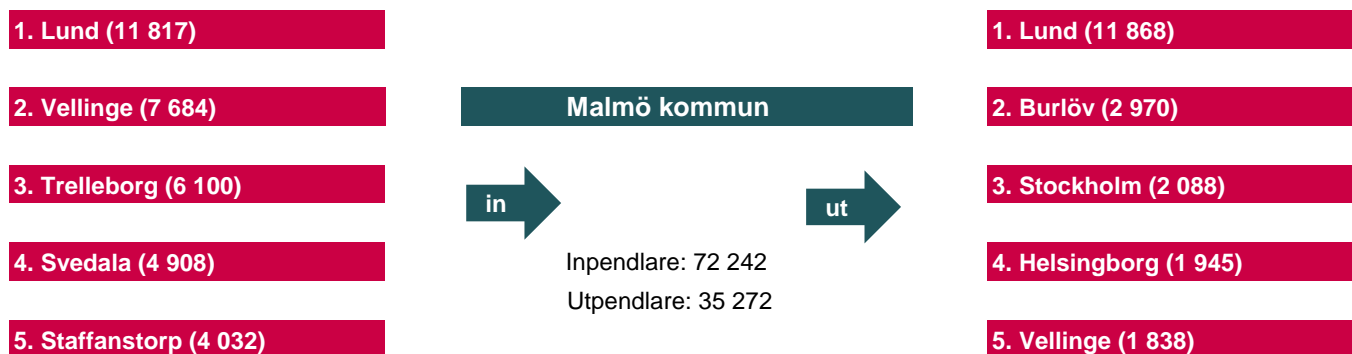 1. Lund (11 817)
2. Vellinge (7 684)
3. Trelleborg (6 100)
4. Svedala (4 908)
5. Staffanstorp (4 032)
Malmö kommun
in
ut
Inpendlare: 72 242
Utpendlare: 35 272
1. Lund (11 868)
2. Burlöv (2 970)
3. Stockholm (2 088)
4. Helsingborg (1 945)
5. Vellinge (1 838)